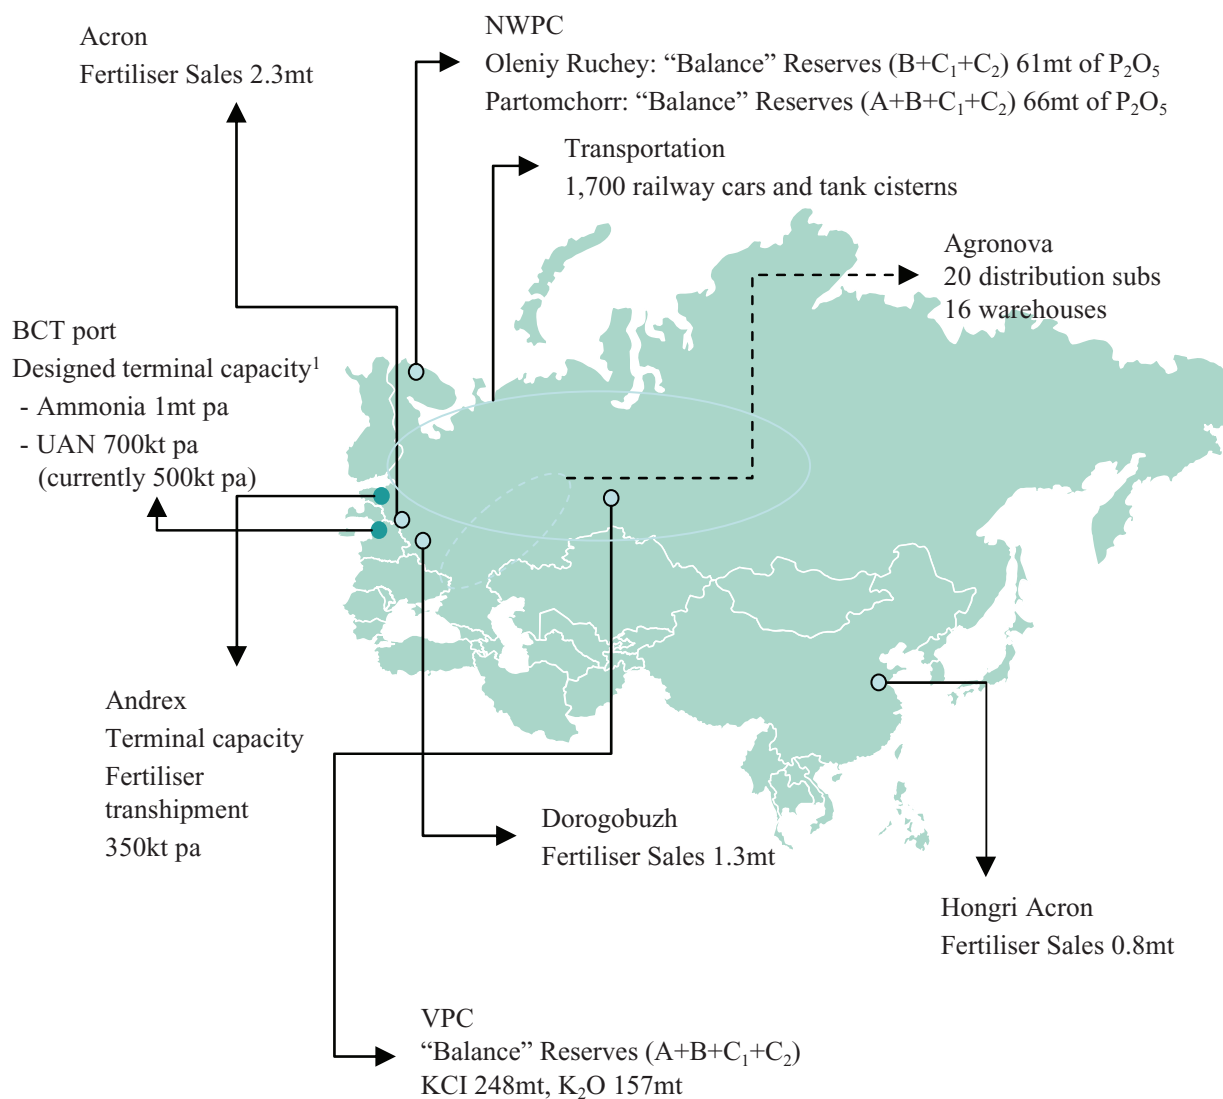 Acron
Fertiliser Sales 2.3mt
NWPC
Oleniy Ruchey: “Balance” Reserves (B+C₁+C₂) 61mt of P₂O₅
Partomchorr: “Balance” Reserves (A+B+C₁+C₂) 66mt of P₂O₅
Transportation
1,700 railway cars and tank cisterns
Agronova
20 distribution subs
16 warehouses
BCT port
Designed terminal capacity¹
- Ammonia 1mt pa
- UAN 700kt pa
(currently 500kt pa)
Andrex
Terminal capacity
Fertiliser
transhipment
350kt pa
Dorogobuzh
Fertiliser Sales 1.3mt
Hongri Acron
Fertiliser Sales 0.8mt
VPC
“Balance” Reserves (A+B+C₁+C₂)
KCI 248mt, K₂O 157mt